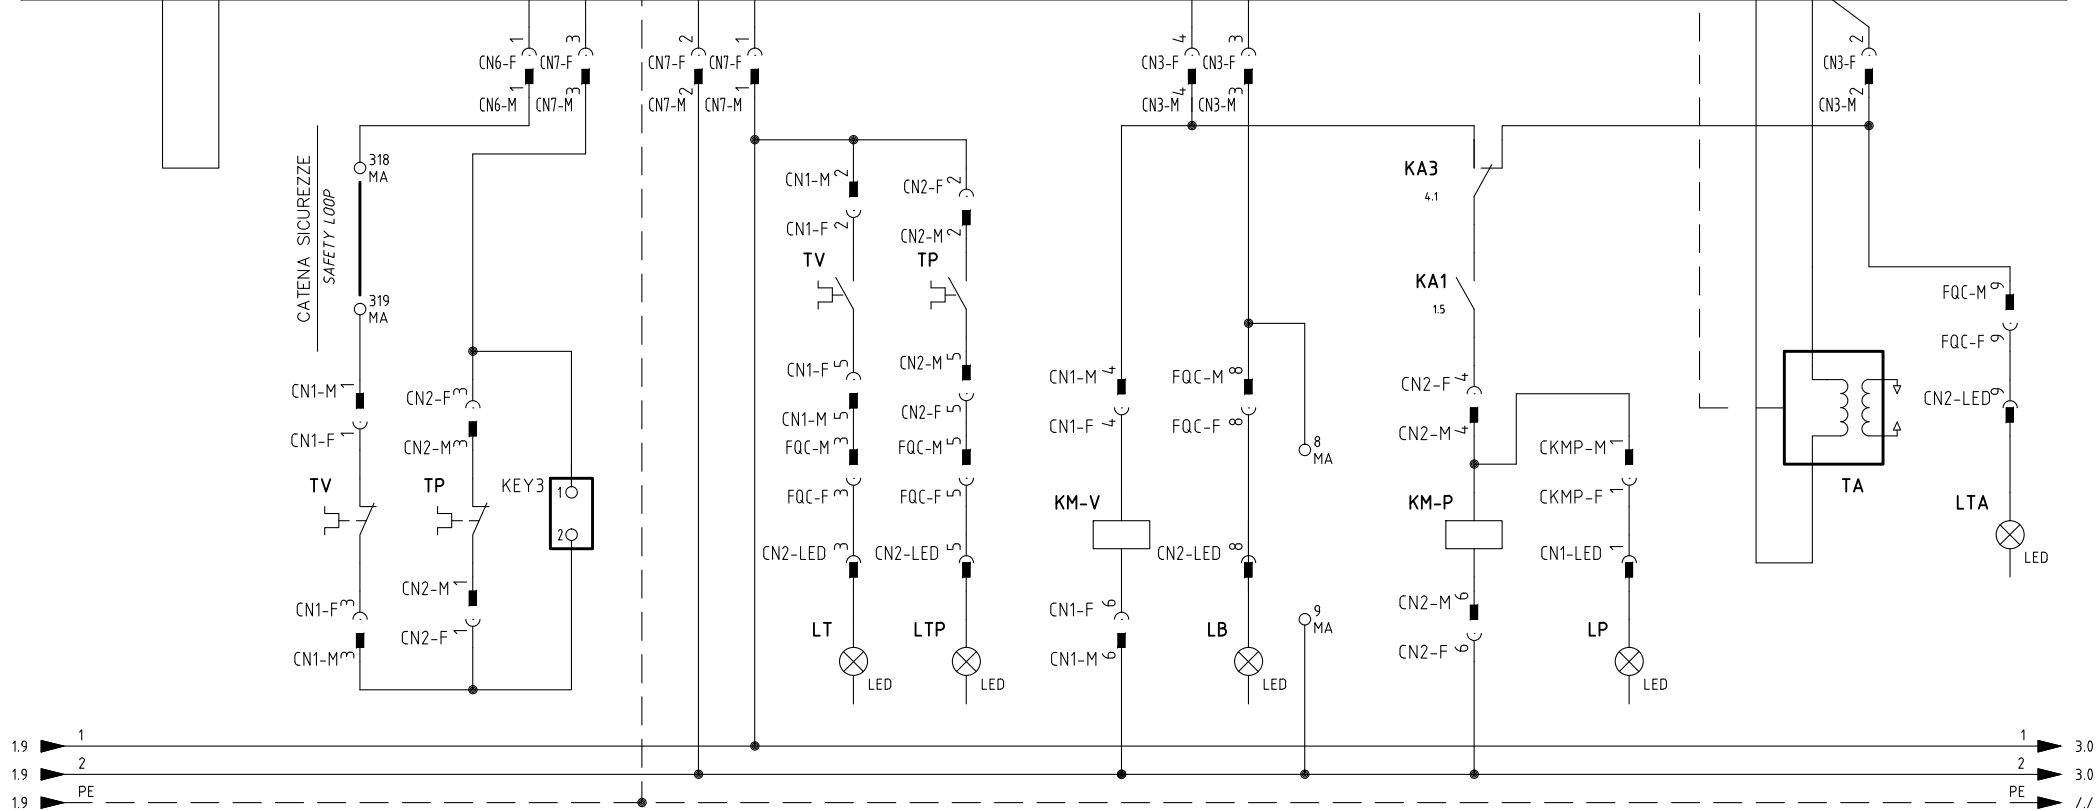 1 3 2 1 4 3 2
CN6-F CN7-F CN7-F CN7-F CN3-F CN3-F CN3-F
CN6-M 1 CN7-M 3 CN7-M 2 CN7-M 1 CN3-M 4 CN3-M 3 CN3-M 2
CATENA SICUREZZE
SAFETY LOOP
318
MA
319
MA
CN1-M 1
CN1-F 1
TV
CN1-F 3
CN1-M 3
CN2-F 3
CN2-M 3
TP
CN2-M 1
CN2-F 1
KEY3
1
2
CN1-M 2
CN1-F 2
TV
CN1-F 5
CN1-M 5
FQC-M 3
FQC-F 3
CN2-LED 3
LT
LED
CN2-F 2
CN2-M 2
TP
CN2-M 5
CN2-F 5
FQC-M 5
FQC-F 5
CN2-LED 5
LTP
LED
CN1-M 4
CN1-F 4
KM-V
CN1-F 6
CN1-M 6
FQC-M 8
FQC-F 8
CN2-LED 8
LB
LED
8
MA
9
MA
KA3
4.1
KA1
1.5
CN2-F 4
CN2-M 4
KM-P
CN2-M 6
CN2-F 6
CKMP-M 1
CKMP-F 1
CN1-LED 1
LP
LED
TA
FQC-M 9
FQC-F 9
CN2-LED 9
LTA
LED
1.9 1 1 3.0
1.9 2 2 3.0
1.9 PE PE